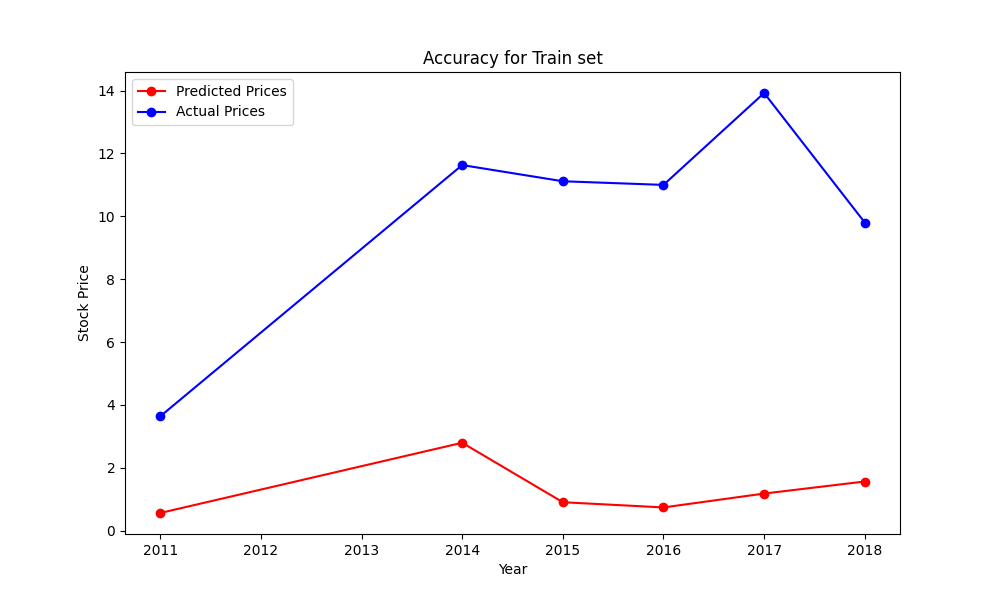 Accuracy for Train set
Predicted Prices
Actual Prices
Stock Price
14
12
10
8
6
4
2
0
2011 2012 2013 2014 2015 2016 2017 2018
Year